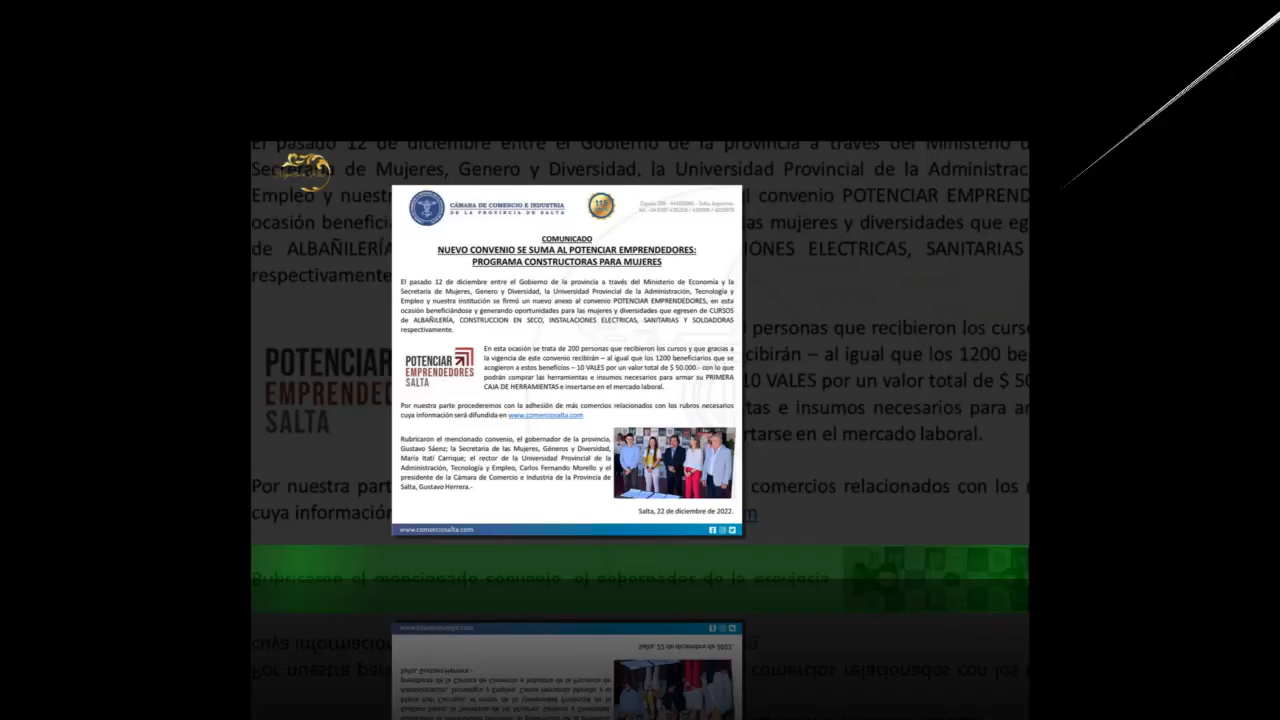 CÁMARA DE COMERCIO E INDUSTRIA
DE LA PROVINCIA DE SALTA
115
COMUNICADO
NUEVO CONVENIO SE SUMA AL POTENCIAR EMPRENDEDORES:
PROGRAMA CONSTRUCTORAS PARA MUJERES
El pasado 12 de diciembre entre el Gobierno de la provincia a través del Ministerio de Economía y la
Secretaria de Mujeres, Genero y Diversidad, la Universidad Provincial de la Administración, Tecnología y
Empleo y nuestra institución se firmó un nuevo anexo al convenio POTENCIAR EMPRENDEDORES, en esta
ocasión beneficiándose y generando oportunidades para las mujeres y diversidades que egresen de CURSOS
de ALBAÑILERÍA, CONSTRUCCION EN SECO, INSTALACIONES ELECTRICAS, SANITARIAS Y SOLDADORAS
respectivamente.
POTENCIAR
EMPRENDEDORES
SALTA
En esta ocasión se trata de 200 personas que recibieron los cursos y que gracias a
la vigencia de este convenio recibirán – al igual que los 1200 beneficiarios que se
acogieron a estos beneficios – 10 VALES por un valor total de $ 50.000.- con lo que
podrán comprar las herramientas e insumos necesarios para armar su PRIMERA
CAJA DE HERRAMIENTAS e insertarse en el mercado laboral.
Por nuestra parte procederemos con la adhesión de más comercios relacionados con los rubros necesarios
cuya información será difundida en www.comerciosalta.com
Rubricaron el mencionado convenio, el gobernador de la provincia,
Gustavo Sáenz; la Secretaria de las Mujeres, Géneros y Diversidad,
María Itatí Carrique; el rector de la Universidad Provincial de la
Administración, Tecnología y Empleo, Carlos Fernando Morello y el
presidente de la Cámara de Comercio e Industria de la Provincia de
Salta, Gustavo Herrera.-
Salta, 22 de diciembre de 2022.
www.comerciosalta.com